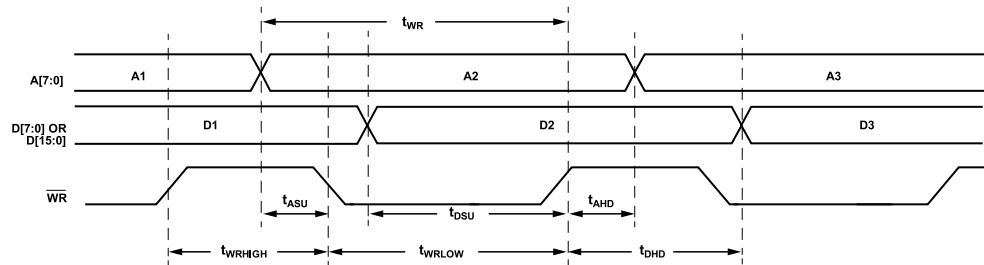 tWR
A[7:0]
A1
A2
A3
D[7:0] OR
D[15:0]
D1
D2
D3
WR
tASU
tDSU
tAHD
tWRHIGH
tWRLOW
tDHD